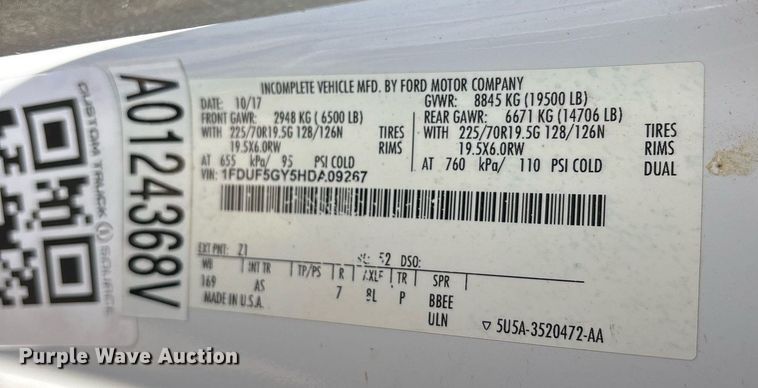 CUSTOM TRUCK ONE SOURCE
A0124368V
INCOMPLETE VEHICLE MFD. BY FORD MOTOR COMPANY
DATE: 10/17 GVWR: 8845 KG (19500 LB)
FRONT GAWR: 2948 KG ( 6500 LB) REAR GAWR: 6671 KG (14706 LB)
WITH 225/70R19.5G 128/126N TIRES WITH 225/70R19.5G 128/126N TIRES
19.5X6.0RW RIMS 19.5X6.0RW RIMS
AT 655 kPa/ 95 PSI COLD AT 760 kPa/ 110 PSI COLD DUAL
VIN: 1FDUF5GY5HDA09267
EXT PNT: Z1 52 DSO:
WB INT TR TP/PS R AXLE TR SPR
169 AS 7 8L P BBEE
MADE IN U.S.A. ULN
5U5A-3520472-AA
Purple Wave Auction